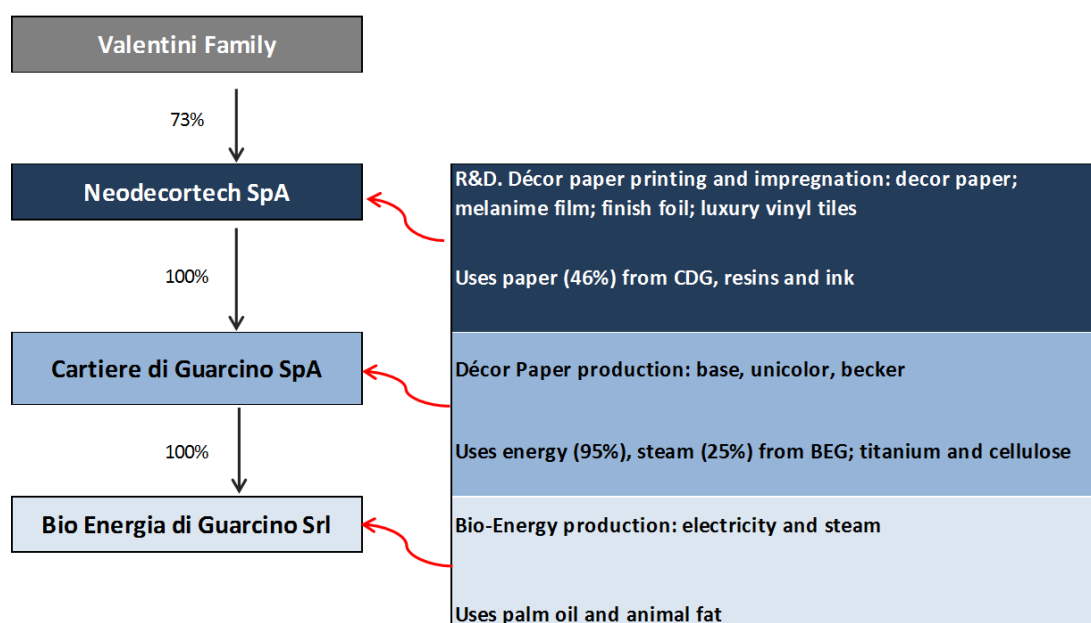 Valentini Family
73%
Neodecortech SpA
R&D. Décor paper printing and impregnation: decor paper;
melanime film; finish foil; luxury vinyl tiles
100%
Uses paper (46%) from CDG, resins and ink
Cartiere di Guarcino SpA
Décor Paper production: base, unicolor, becker
100%
Uses energy (95%), steam (25%) from BEG; titanium and cellulose
Bio Energia di Guarcino Srl
Bio-Energy production: electricity and steam
Uses palm oil and animal fat